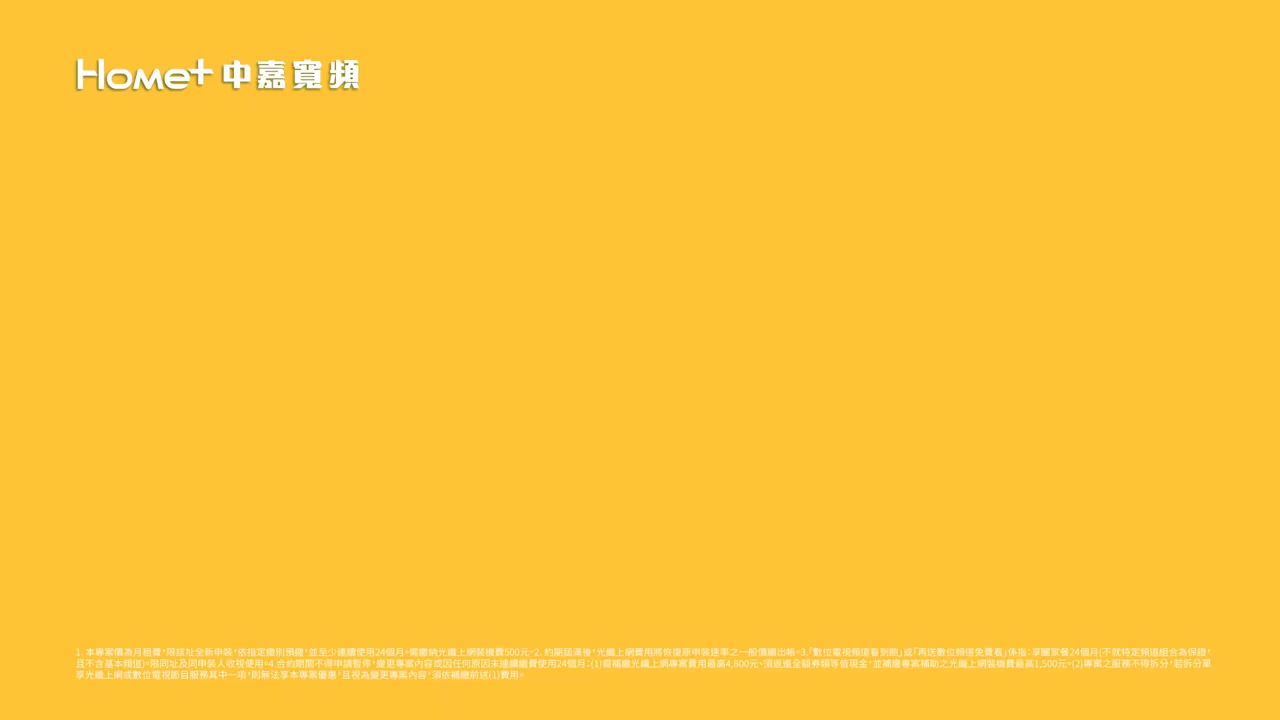 Home+ 中嘉寬頻
1. 本專案價為月租費，限該址全新申裝，依指定繳別預繳，並至少連續使用24個月。需繳納光纖上網裝機費500元。2. 約期屆滿後，光纖上網費用將恢復原申裝速率之一般價繳出帳。3.「數位電視頻道看到飽」或「再送數位頻道免費看」係指：享闔家餐24個月(不就特定頻道組合為保證，
且不含基本頻道)。限同址及同申裝人收視使用。4.合約期間不得申請暫停，變更專案內容或因任何原因未連續繳費使用24個月：(1)需補繳光纖上網專案費用最高4,800元、須返還全額券類等值現金，並補繳專案補助之光纖上網裝機費最高1,500元。(2)專案之服務不得拆分，若拆分單
享光纖上網或數位電視節目服務其中一項，則無法享本專案優惠，且視為變更專案內容，須依補繳前述(1)費用。